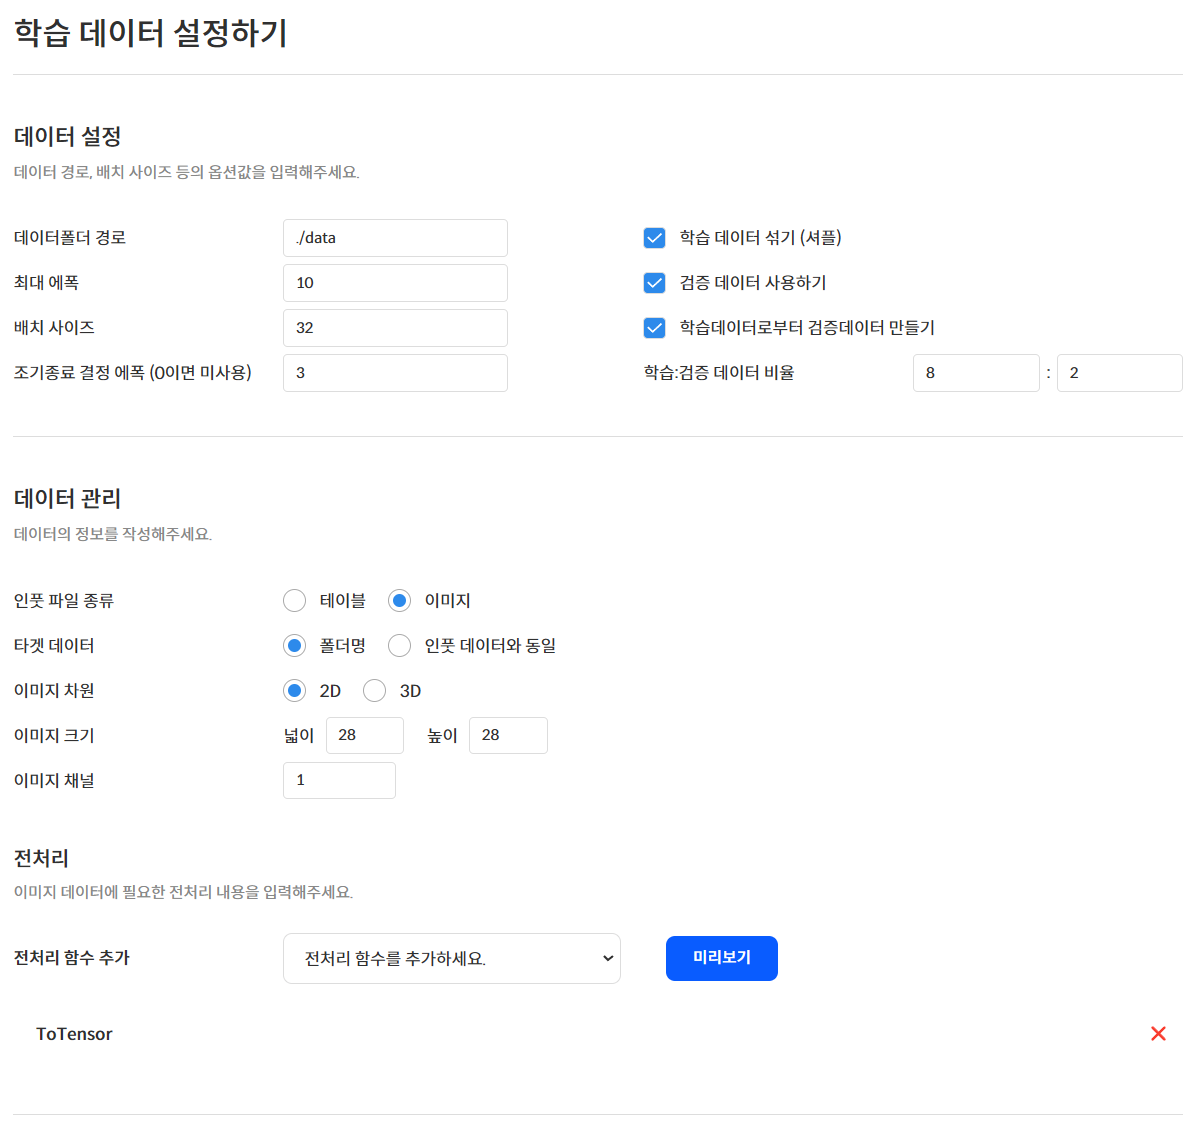 학습 데이터 설정하기
데이터 설정
데이터 경로, 배치 사이즈 등의 옵션값을 입력해주세요.
데이터폴더 경로 ./data 학습 데이터 섞기 (셔플)
최대 에폭 10 검증 데이터 사용하기
배치 사이즈 32 학습데이터로부터 검증데이터 만들기
조기종료 결정 에폭 (0이면 미사용) 3 학습:검증 데이터 비율 8 : 2
데이터 관리
데이터의 정보를 작성해주세요.
인풋 파일 종류 테이블 이미지
타겟 데이터 폴더명 인풋 데이터와 동일
이미지 차원 2D 3D
이미지 크기 넓이 28 높이 28
이미지 채널 1
전처리
이미지 데이터에 필요한 전처리 내용을 입력해주세요.
전처리 함수 추가 전처리 함수를 추가하세요. 미리보기
ToTensor